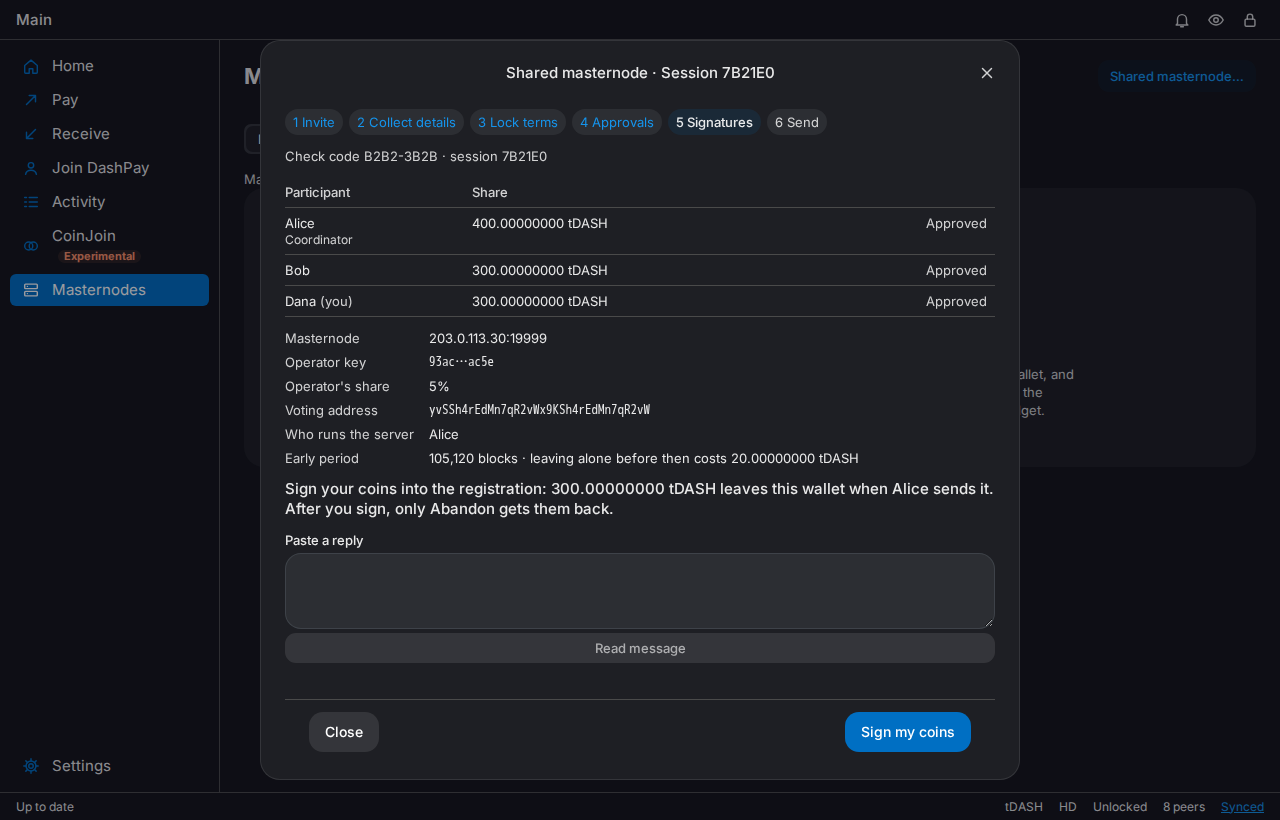 Main
Home
Pay
Receive
Join DashPay
Activity
CoinJoin
Experimental
Masternodes
Settings
Shared masternode...
Shared masternode · Session 7B21E0
1 Invite
2 Collect details
3 Lock terms
4 Approvals
5 Signatures
6 Send
Check code B2B2-3B2B · session 7B21E0
Participant Share
Alice 400.00000000 tDASH Approved
Coordinator
Bob 300.00000000 tDASH Approved
Dana (you) 300.00000000 tDASH Approved
Masternode 203.0.113.30:19999
Operator key 93ac…ac5e
Operator's share 5%
Voting address yvSSh4rEdMn7qR2vWx9KSh4rEdMn7qR2vW
Who runs the server Alice
Early period 105,120 blocks · leaving alone before then costs 20.00000000 tDASH
Sign your coins into the registration: 300.00000000 tDASH leaves this wallet when Alice sends it.
After you sign, only Abandon gets them back.
Paste a reply
Read message
Close
Sign my coins
and
the
Up to date
tDASH HD Unlocked 8 peers Synced